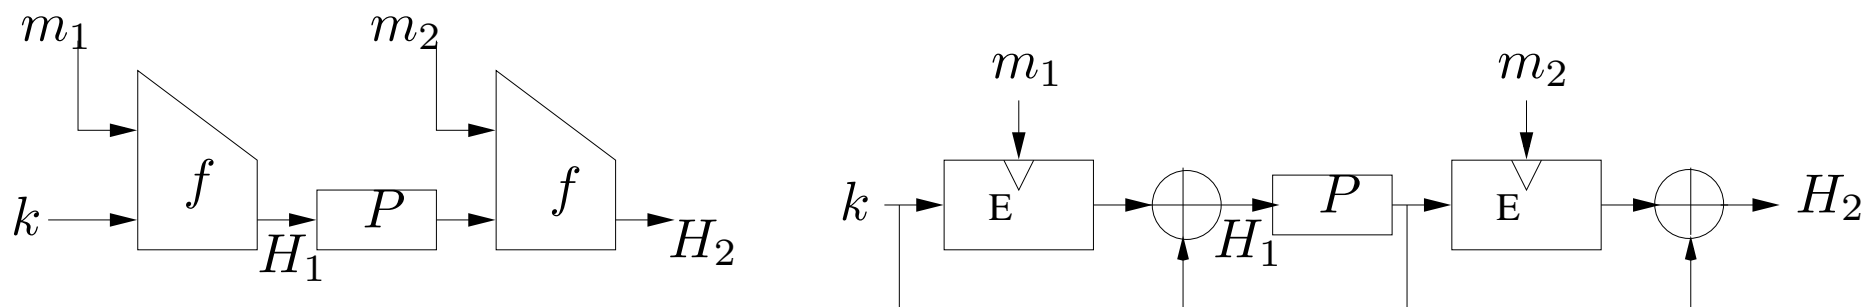 m₁ m₂
f f
k P
H₁ H₂
m₁ m₂
k E P E H₂
H₁